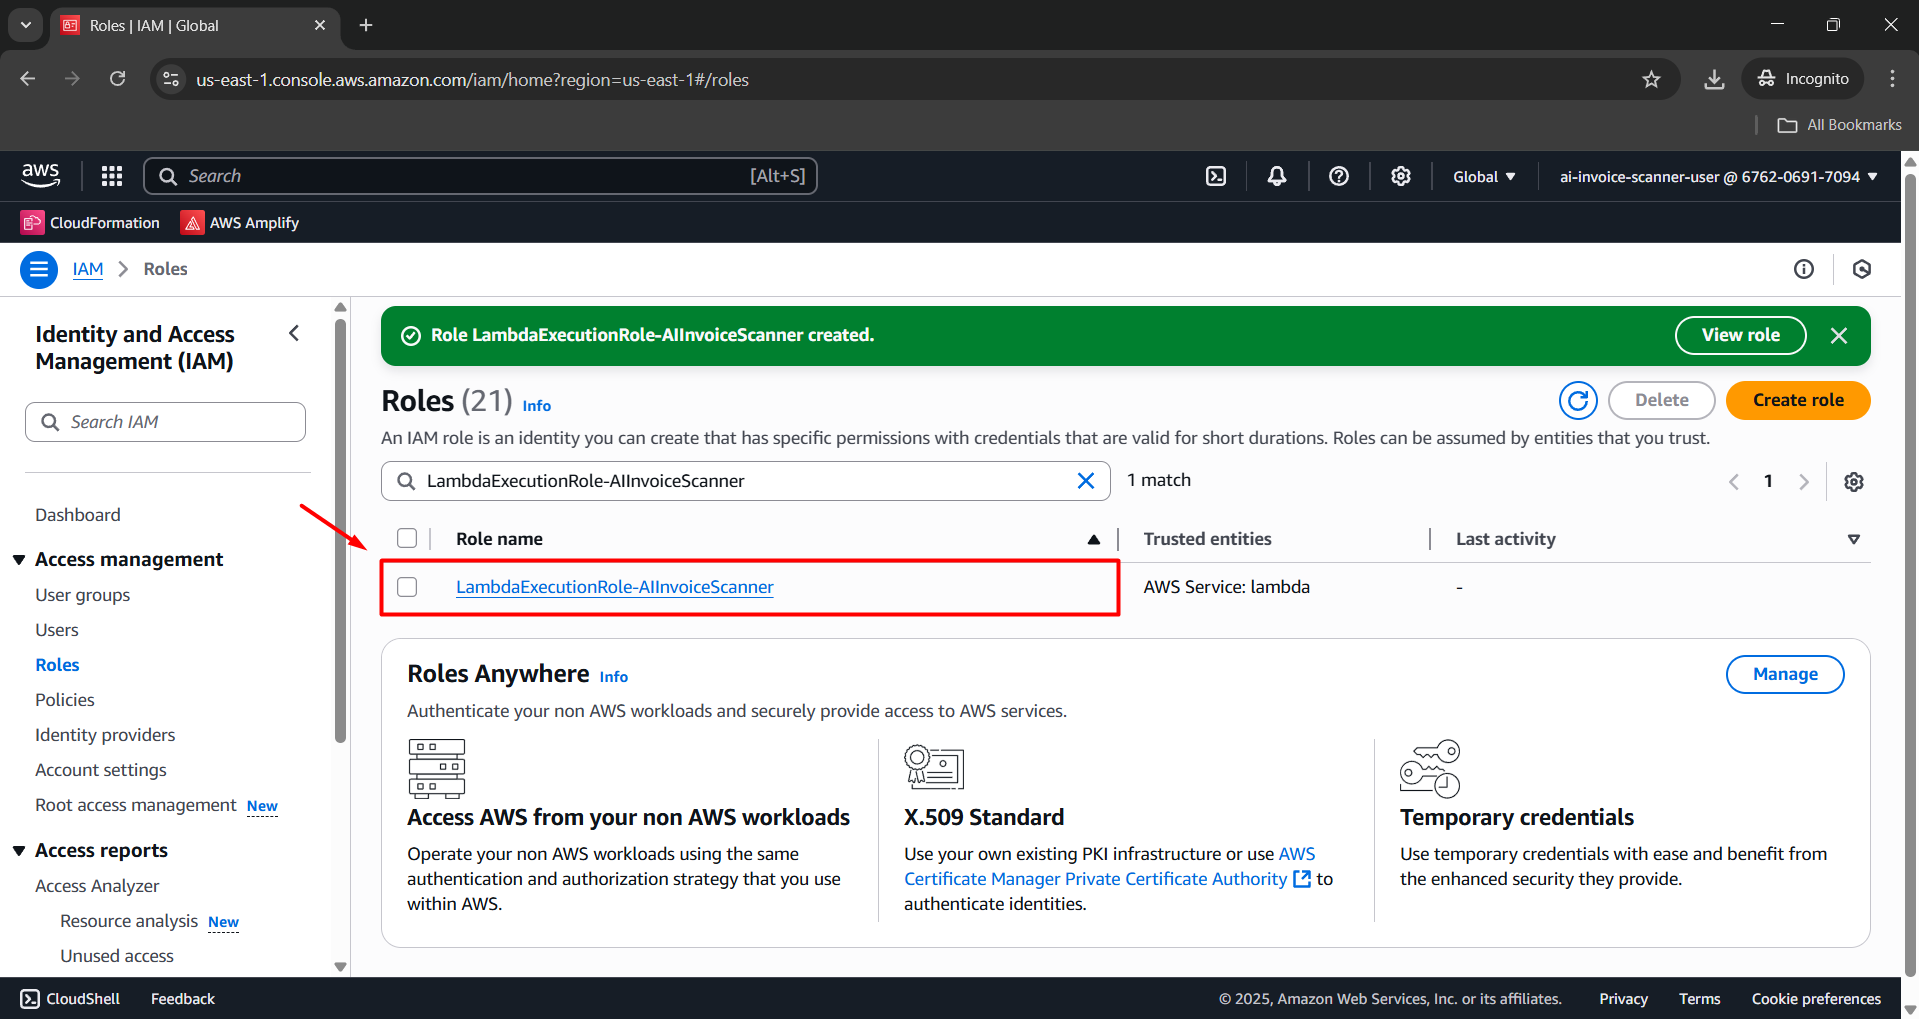 Roles | IAM | Global
us-east-1.console.aws.amazon.com/iam/home?region=us-east-1#/roles
Incognito
All Bookmarks
aws
Search
[Alt+S]
Global
ai-invoice-scanner-user @ 6762-0691-7094
CloudFormation
AWS Amplify
IAM
Roles
Identity and Access
Management (IAM)
Search IAM
Dashboard
Access management
User groups
Users
Roles
Policies
Identity providers
Account settings
Root access management New
Access reports
Access Analyzer
Resource analysis New
Unused access
Role LambdaExecutionRole-AIInvoiceScanner created.
View role
Roles (21) Info
Delete
Create role
An IAM role is an identity you can create that has specific permissions with credentials that are valid for short durations. Roles can be assumed by entities that you trust.
LambdaExecutionRole-AIInvoiceScanner
1 match
1
Role name
Trusted entities
Last activity
LambdaExecutionRole-AIInvoiceScanner
AWS Service: lambda
-
Roles Anywhere Info
Manage
Authenticate your non AWS workloads and securely provide access to AWS services.
Access AWS from your non AWS workloads
Operate your non AWS workloads using the same
authentication and authorization strategy that you use
within AWS.
X.509 Standard
Use your own existing PKI infrastructure or use AWS
Certificate Manager Private Certificate Authority to
authenticate identities.
Temporary credentials
Use temporary credentials with ease and benefit from
the enhanced security they provide.
CloudShell
Feedback
© 2025, Amazon Web Services, Inc. or its affiliates.
Privacy
Terms
Cookie preferences